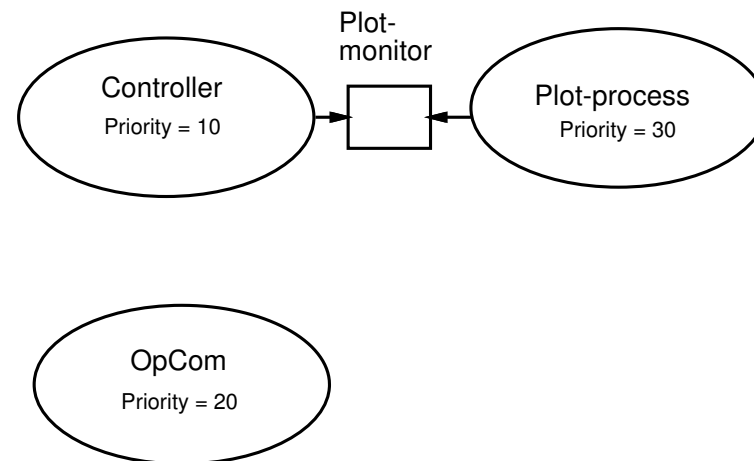 Plot-
monitor
Controller
Priority = 10
Plot-process
Priority = 30
OpCom
Priority = 20